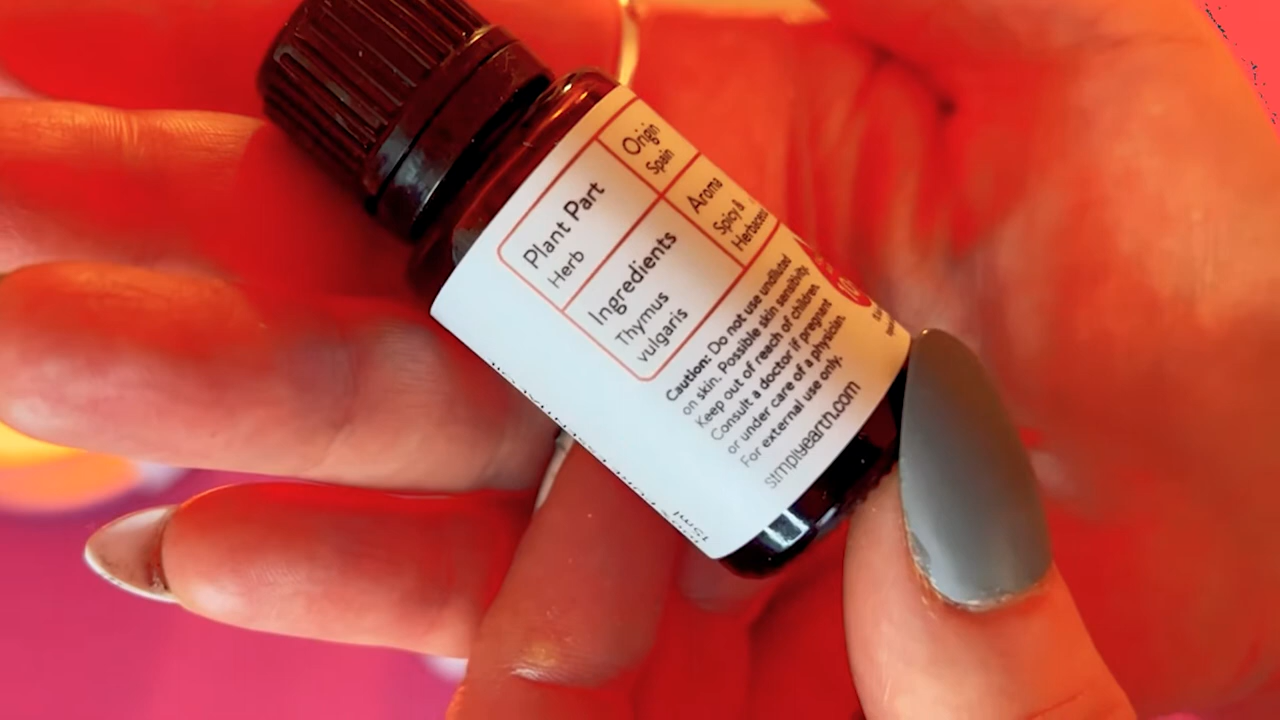 Plant Part
Herb
Origin
Spain
Ingredients
Thymus
vulgaris
Aroma
Spicy &
Herbaceous
Caution: Do not use undiluted
on skin. Possible skin sensitivity.
Keep out of reach of children.
Consult a doctor if pregnant
or under care of a physician.
For external use only.
simplyearth.com
15ml